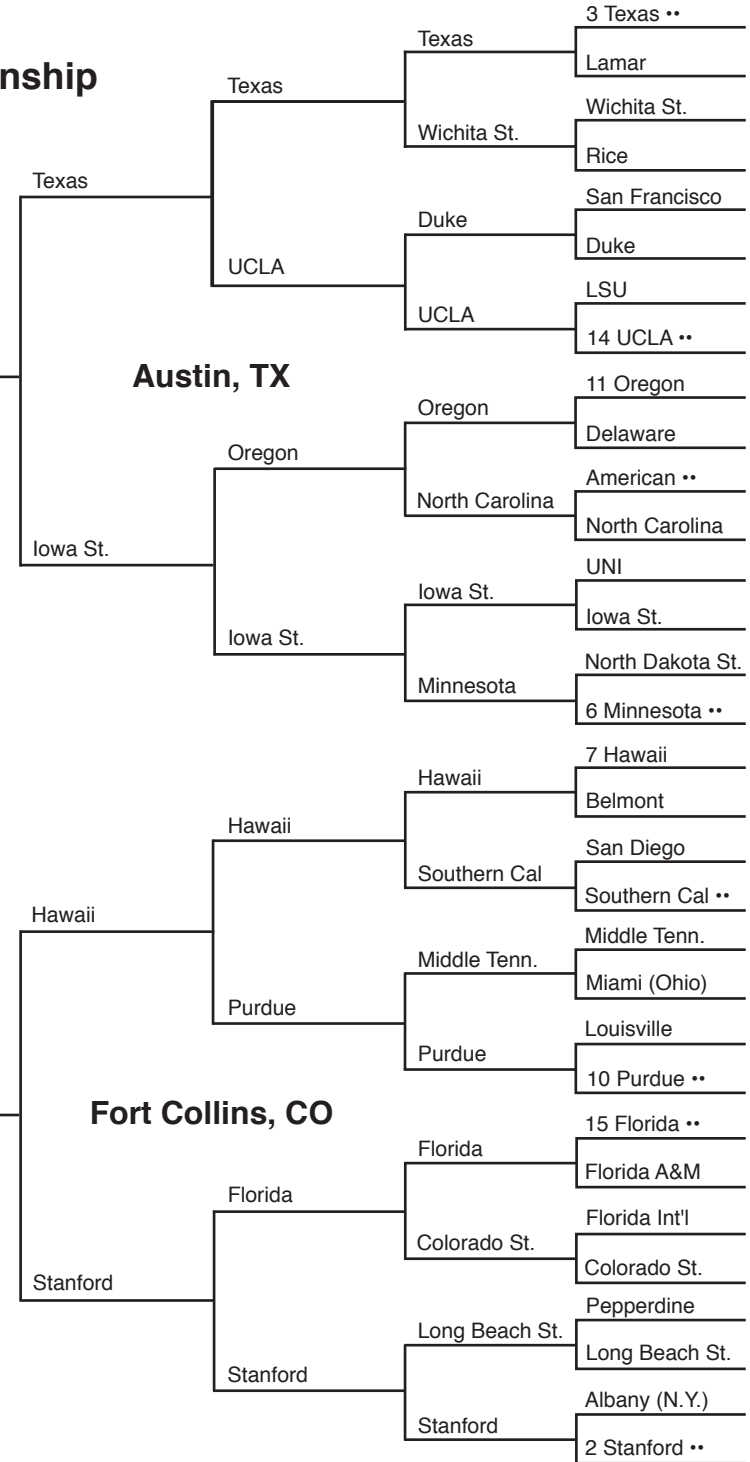 nship
3 Texas ••
Lamar
Wichita St.
Rice
San Francisco
Duke
LSU
14 UCLA ••
11 Oregon
Delaware
American ••
North Carolina
UNI
Iowa St.
North Dakota St.
6 Minnesota ••
7 Hawaii
Belmont
San Diego
Southern Cal ••
Middle Tenn.
Miami (Ohio)
Louisville
10 Purdue ••
15 Florida ••
Florida A&M
Florida Int'l
Colorado St.
Pepperdine
Long Beach St.
Albany (N.Y.)
2 Stanford ••
Texas
Wichita St.
Duke
UCLA
Oregon
North Carolina
Iowa St.
Minnesota
Hawaii
Southern Cal
Middle Tenn.
Purdue
Florida
Colorado St.
Long Beach St.
Stanford
Texas
UCLA
Oregon
Iowa St.
Hawaii
Purdue
Florida
Stanford
Texas
Iowa St.
Hawaii
Stanford
Austin, TX
Fort Collins, CO